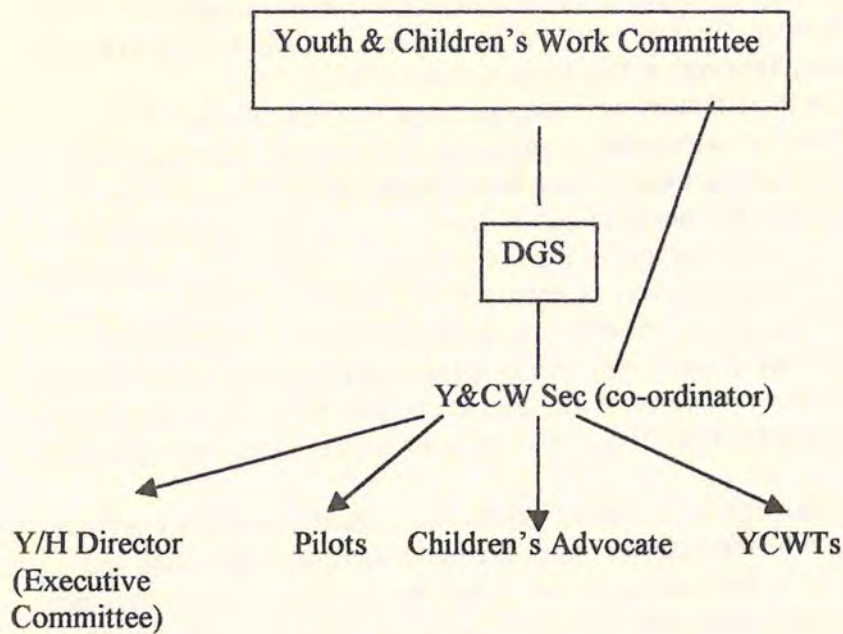 Youth & Children's Work Committee
DGS
Y&CW Sec (co-ordinator)
Y/H Director
(Executive
Committee)
Pilots
Children's Advocate
YCWTs